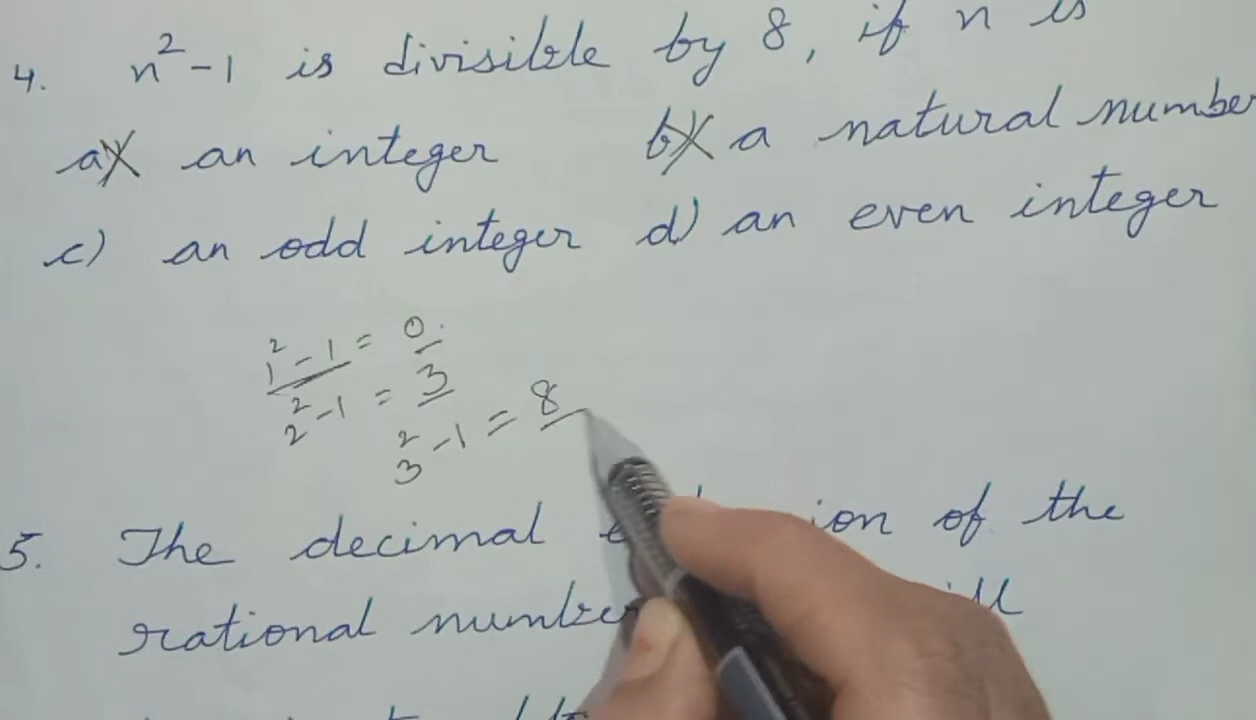 4. n² - 1 is divisible by 8, if n is
a) an integer b) a natural number
c) an odd integer d) an even integer
1² - 1 = 0.
2² - 1 = 3
3² - 1 = 8
5. The decimal of the
rational number